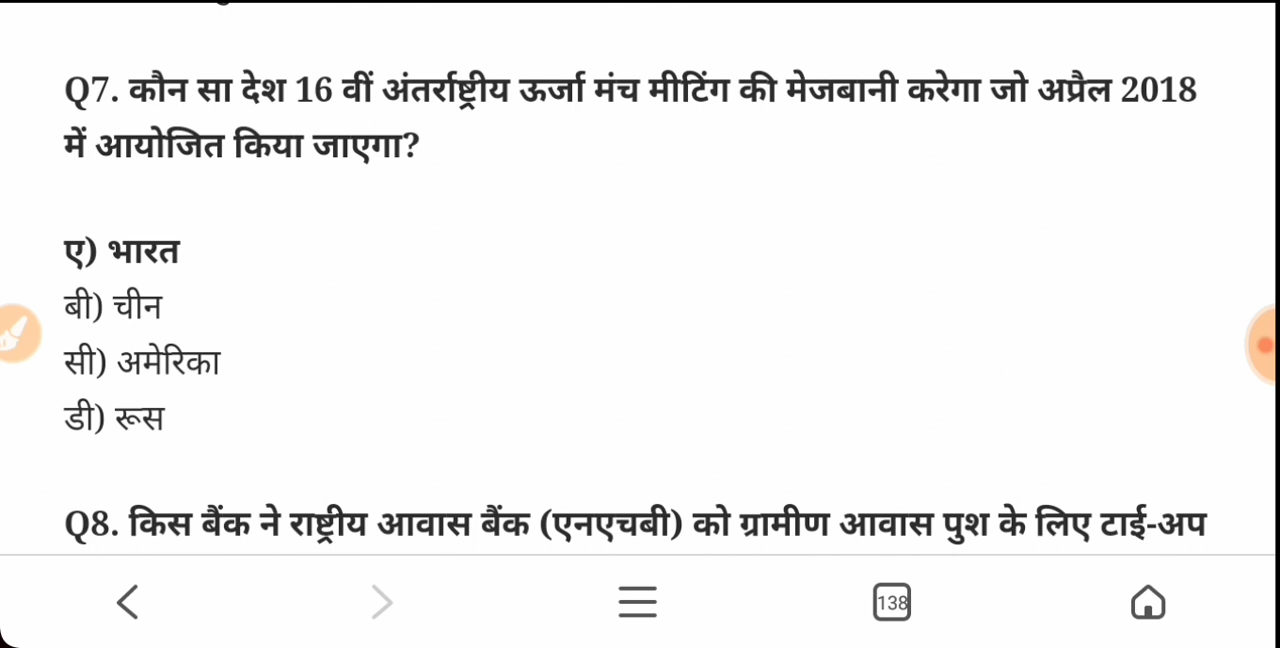 Q7. कौन सा देश 16 वीं अंतर्राष्ट्रीय ऊर्जा मंच मीटिंग की मेजबानी करेगा जो अप्रैल 2018
में आयोजित किया जाएगा?
ए) भारत
बी) चीन
सी) अमेरिका
डी) रूस
Q8. किस बैंक ने राष्ट्रीय आवास बैंक (एनएचबी) को ग्रामीण आवास पुश के लिए टाई-अप
138